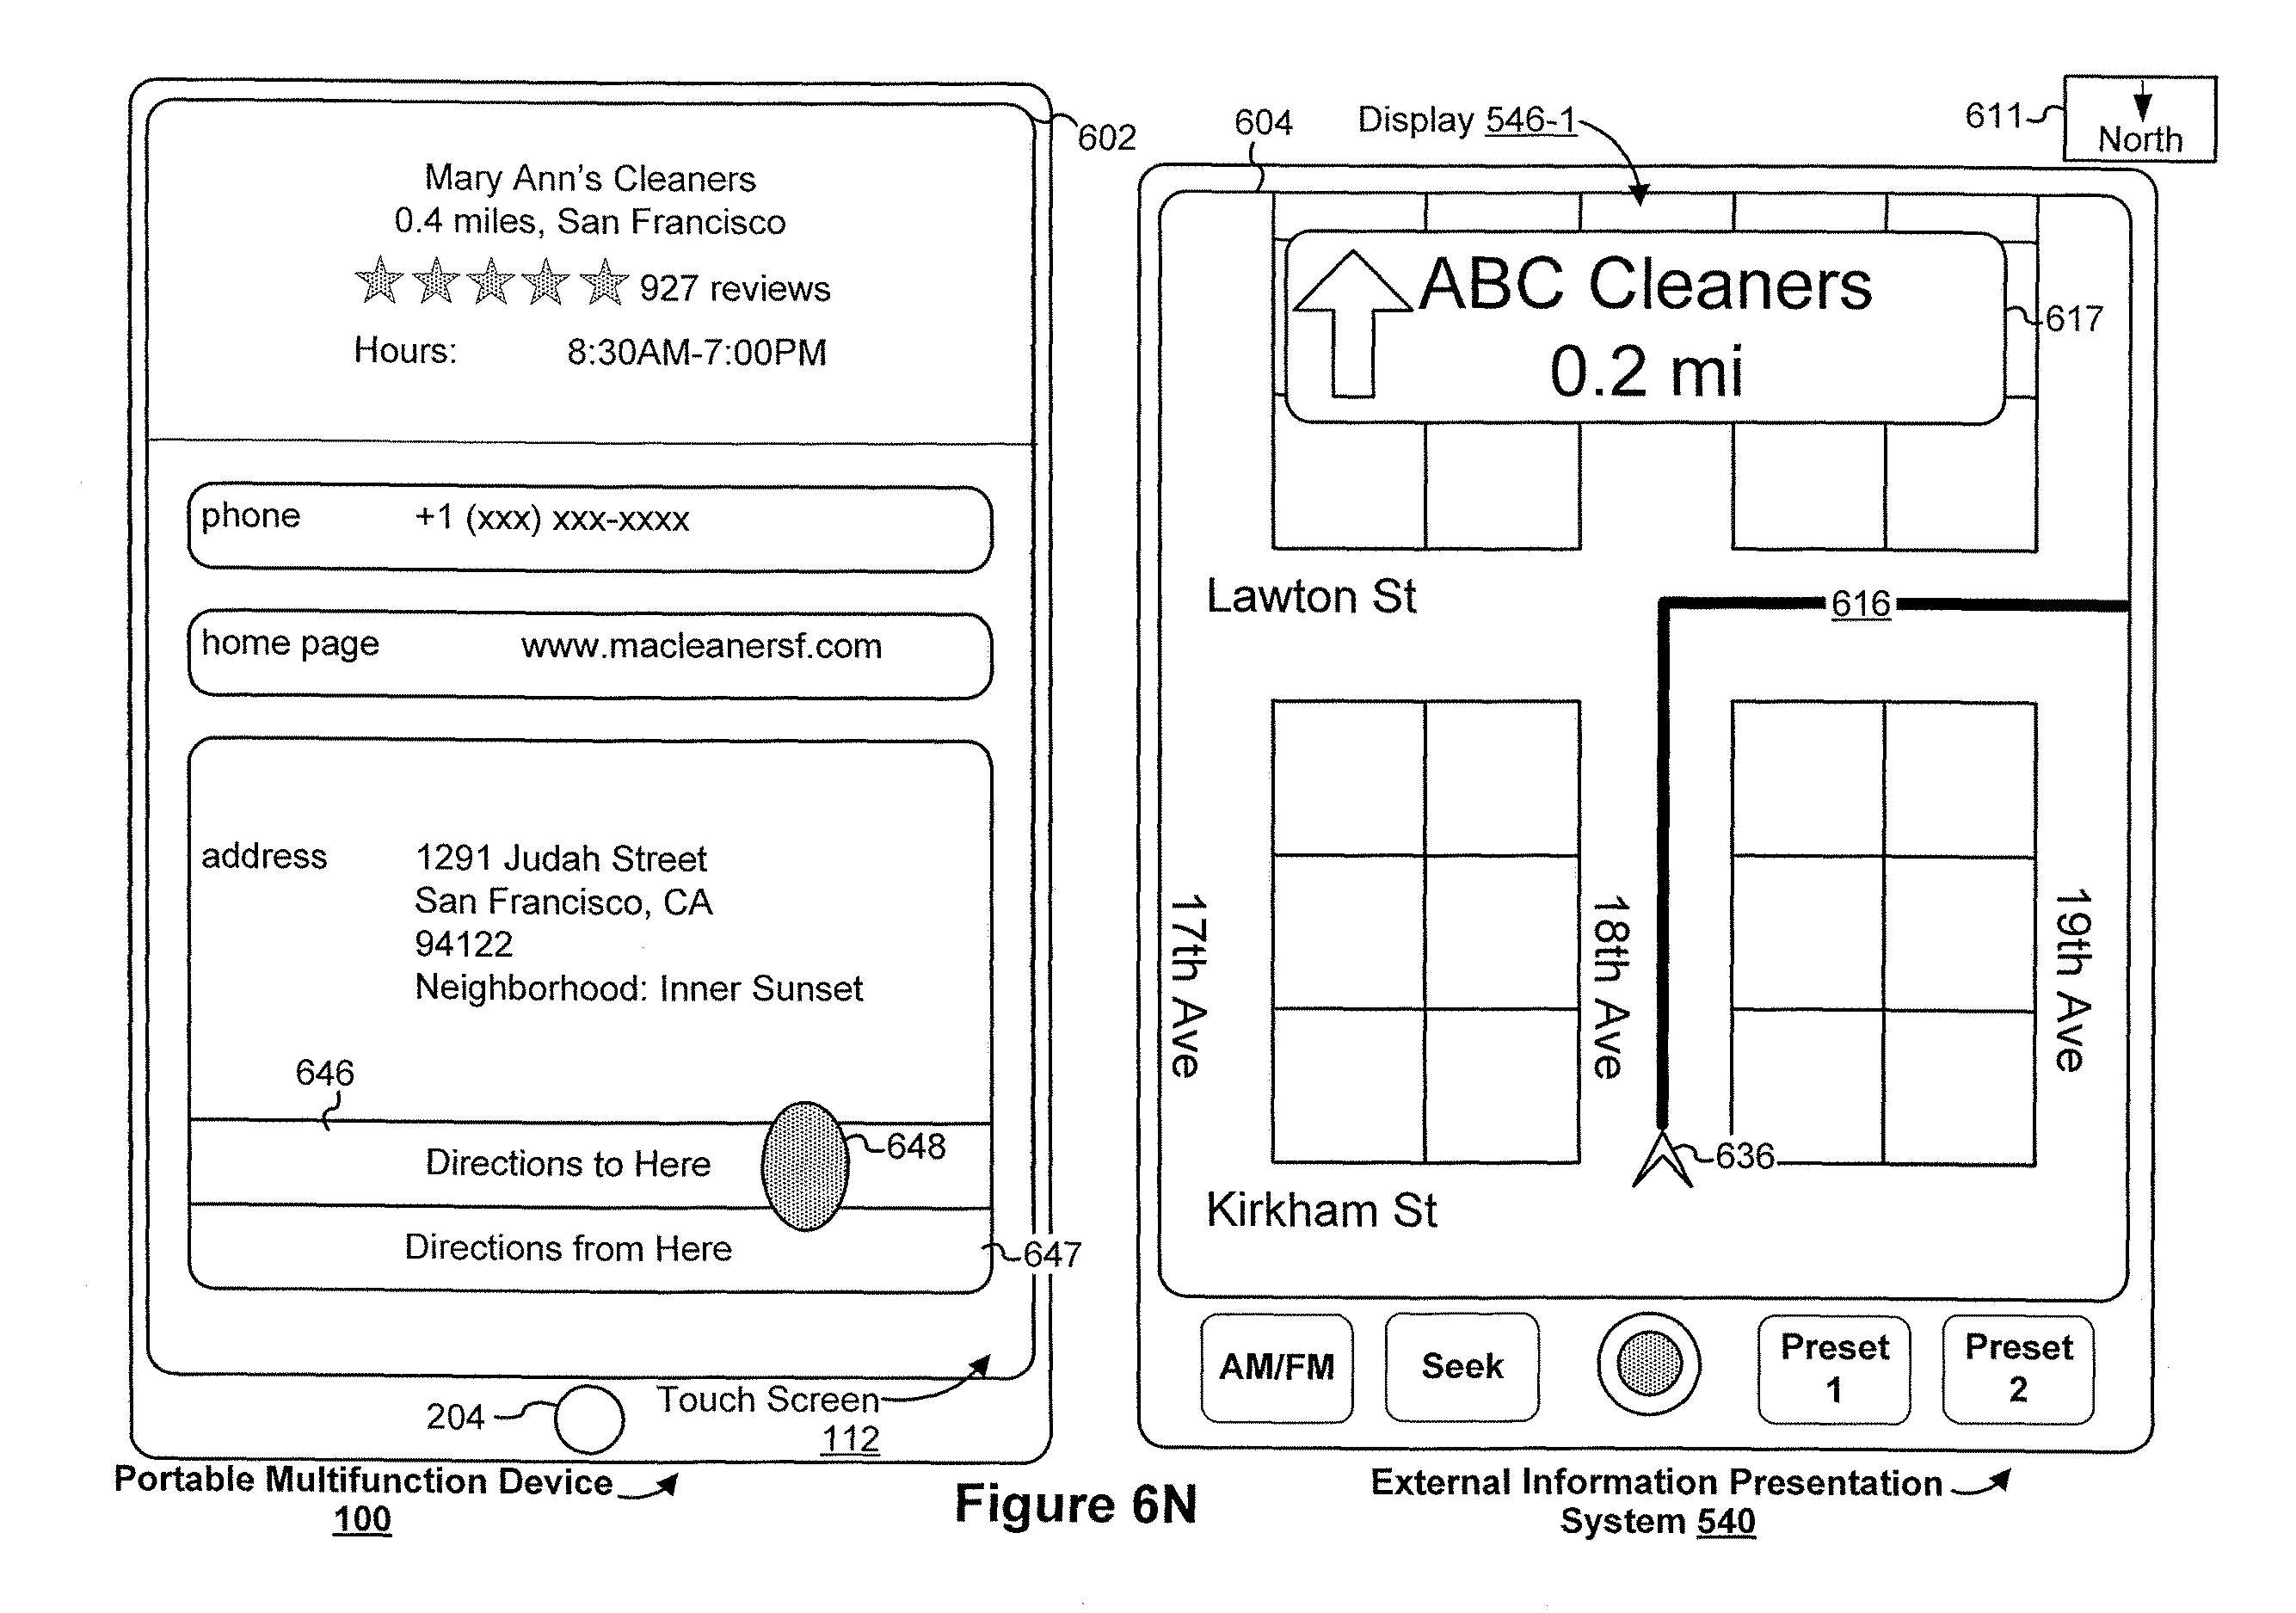 602
Mary Ann's Cleaners
0.4 miles, San Francisco
927 reviews
Hours: 8:30AM-7:00PM
phone +1 (xxx) xxx-xxxx
home page www.macleanersf.com
address 1291 Judah Street
San Francisco, CA
94122
Neighborhood: Inner Sunset
646
Directions to Here
648
Directions from Here
647
204
Touch Screen
112
Portable Multifunction Device
100
604
Display 546-1
611
North
ABC Cleaners
0.2 mi
617
Lawton St
616
17th Ave
18th Ave
19th Ave
636
Kirkham St
AM/FM
Seek
Preset
1
Preset
2
External Information Presentation
System 540
Figure 6N